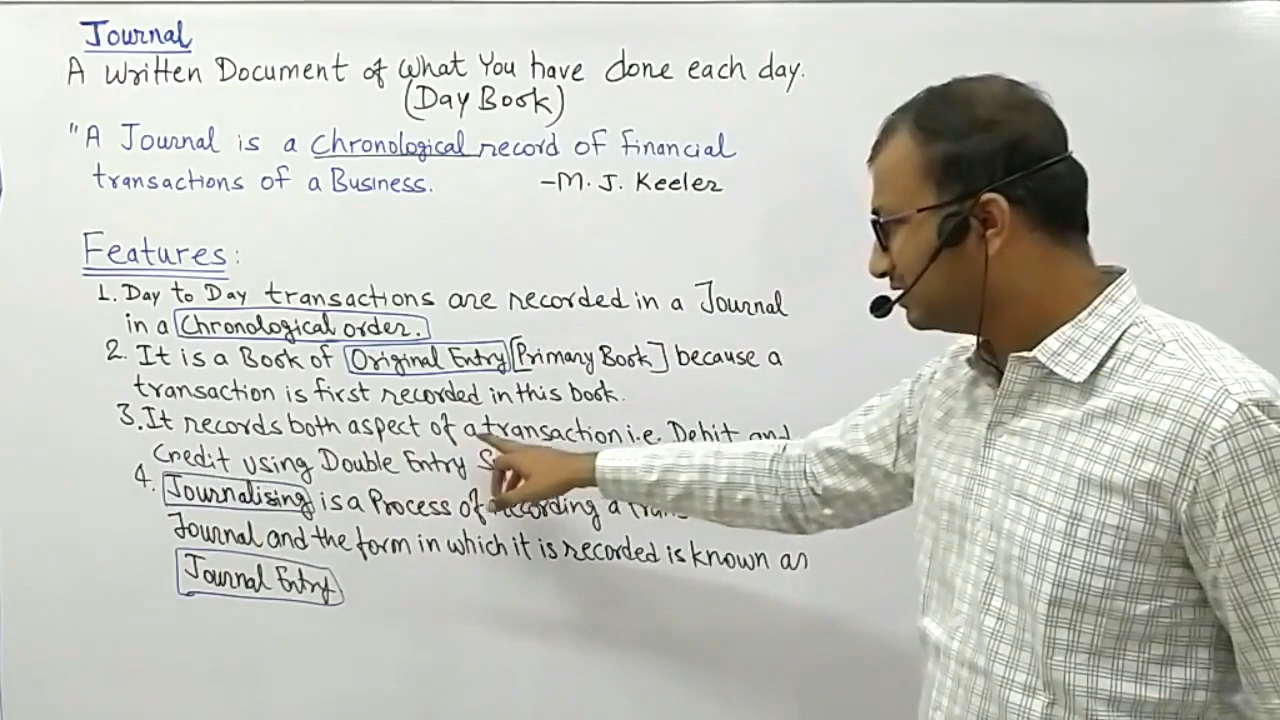 Journal
A Written Document of What You have done each day.
(Day Book)
"A Journal is a Chronological record of financial
transactions of a Business. -M. J. Keeler
Features:
1. Day to Day transactions are recorded in a Journal
in a Chronological order.
2. It is a Book of Original Entry [Primary Book] because a
transaction is first recorded in this book.
3. It records both aspect of a transaction i.e. Debit and
Credit using Double Entry
4. Journalising is a Process of recording a
Journal and the form in which it is recorded is known as
Journal Entry